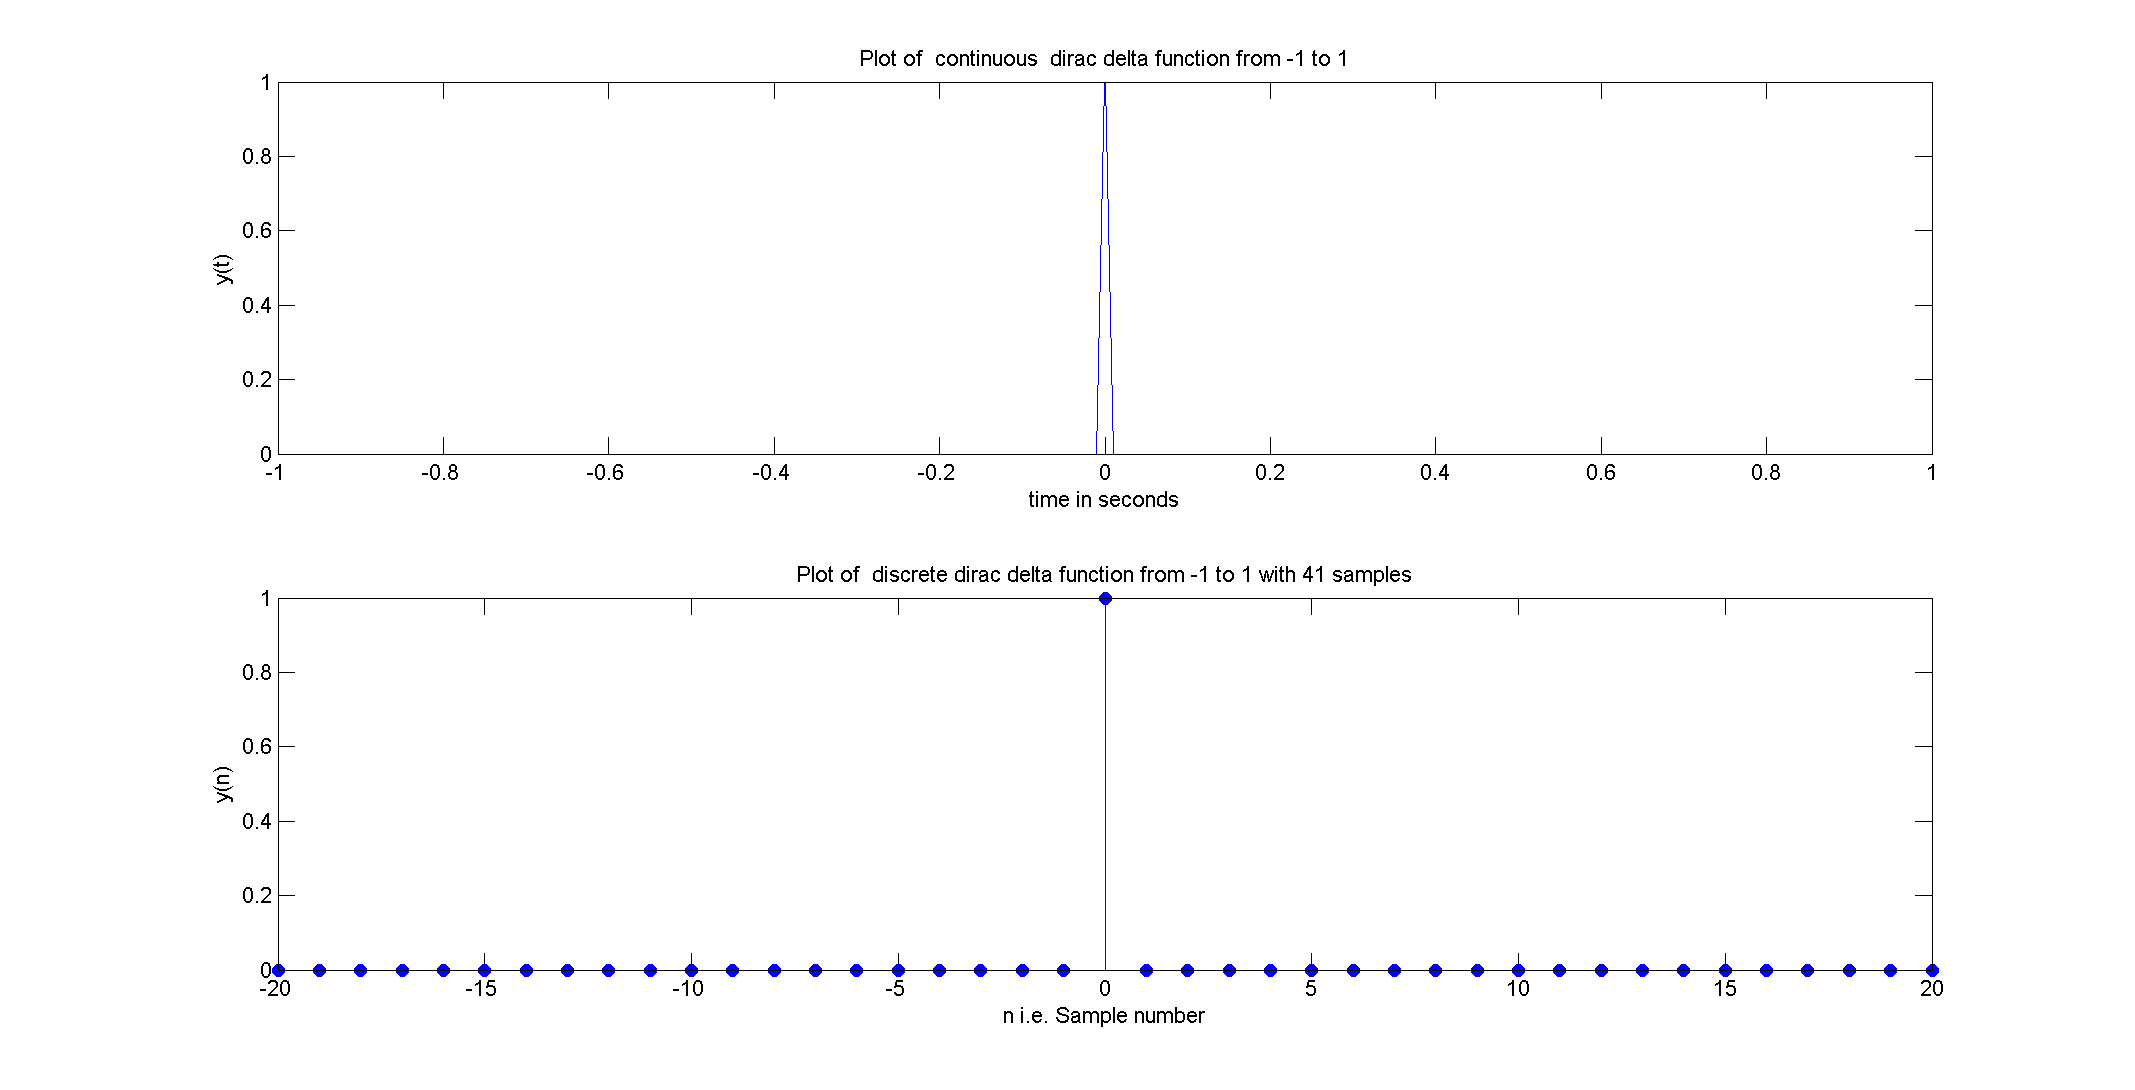 Plot of  continuous  dirac delta function from -1 to 1
1
0.8
0.6
0.4
0.2
0
y(t)
-1 -0.8 -0.6 -0.4 -0.2 0 0.2 0.4 0.6 0.8 1
time in seconds
Plot of  discrete dirac delta function from -1 to 1 with 41 samples
1
0.8
0.6
0.4
0.2
0
y(n)
-20 -15 -10 -5 0 5 10 15 20
n i.e. Sample number